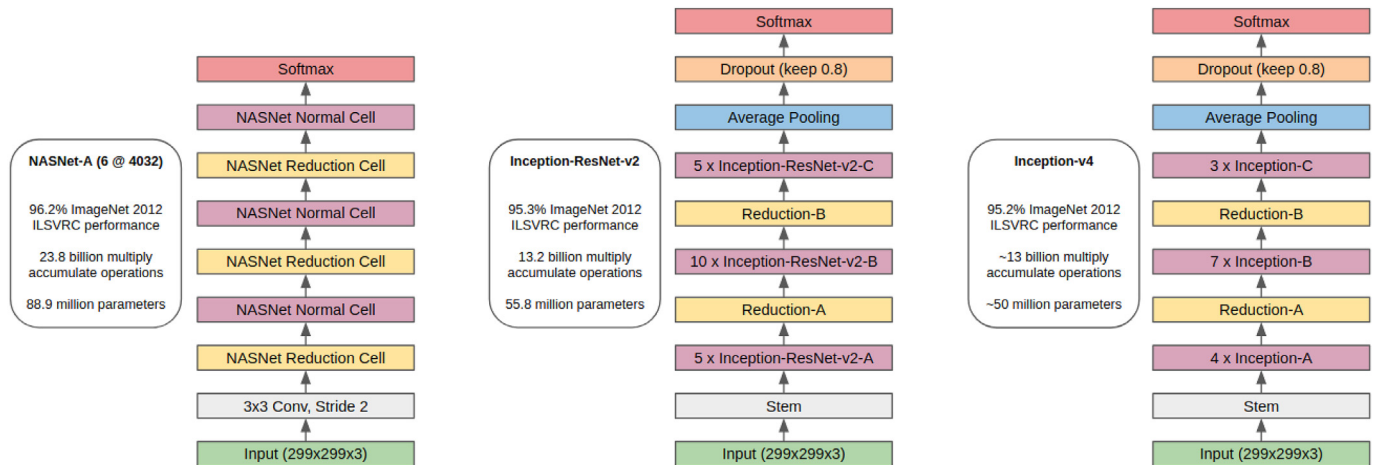 NASNet-A (6 @ 4032)
96.2% ImageNet 2012
ILSVRC performance
23.8 billion multiply
accumulate operations
88.9 million parameters
Softmax
NASNet Normal Cell
NASNet Reduction Cell
NASNet Normal Cell
NASNet Reduction Cell
NASNet Normal Cell
NASNet Reduction Cell
3x3 Conv, Stride 2
Input (299x299x3)
Inception-ResNet-v2
95.3% ImageNet 2012
ILSVRC performance
13.2 billion multiply
accumulate operations
55.8 million parameters
Softmax
Dropout (keep 0.8)
Average Pooling
5 x Inception-ResNet-v2-C
Reduction-B
10 x Inception-ResNet-v2-B
Reduction-A
5 x Inception-ResNet-v2-A
Stem
Input (299x299x3)
Inception-v4
95.2% ImageNet 2012
ILSVRC performance
~13 billion multiply
accumulate operations
~50 million parameters
Softmax
Dropout (keep 0.8)
Average Pooling
3 x Inception-C
Reduction-B
7 x Inception-B
Reduction-A
4 x Inception-A
Stem
Input (299x299x3)